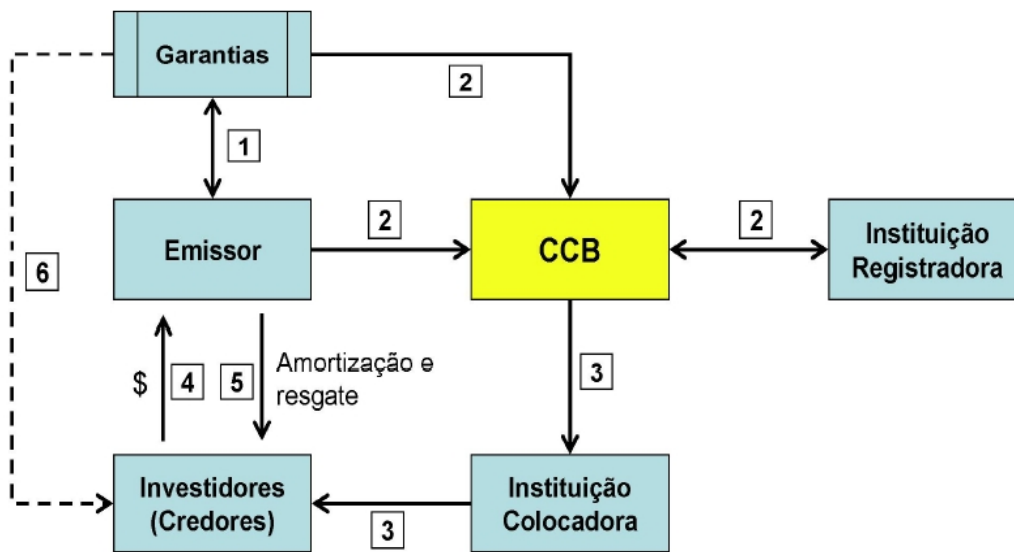 Garantias
2
1
Emissor
2
CCB
2
Instituição
Registradora
6
$
4
5
Amortização e
resgate
3
Investidores
(Credores)
3
Instituição
Colocadora